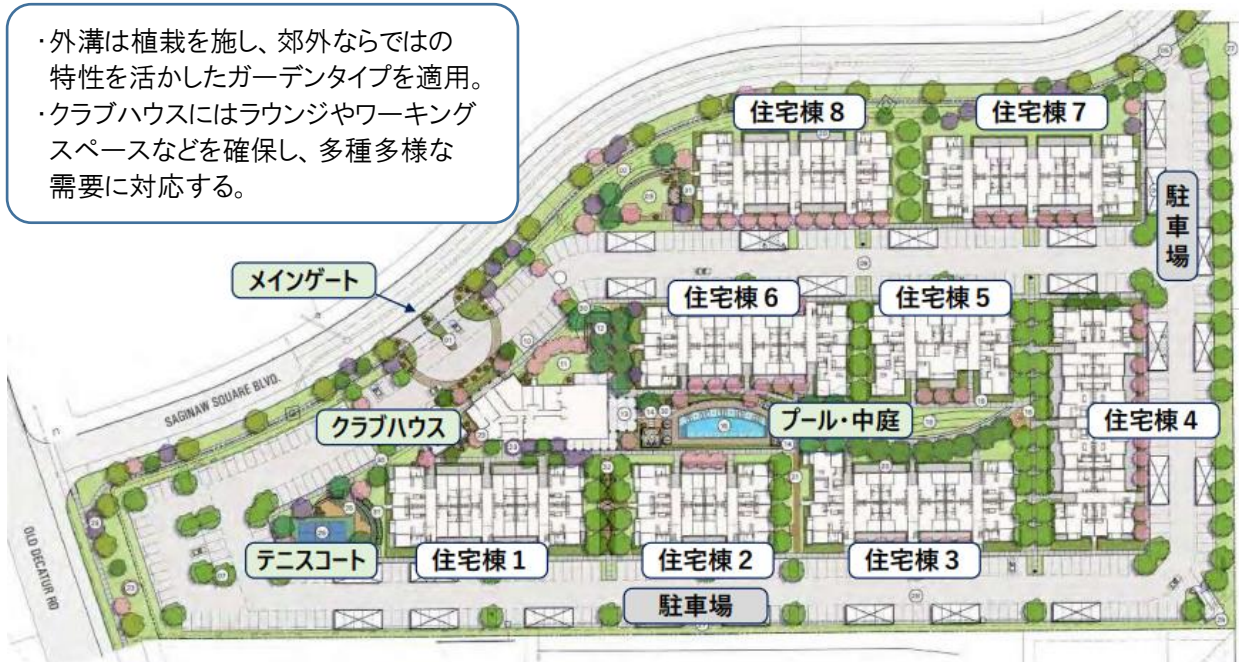 ・外溝は植栽を施し、郊外ならではの
特性を活かしたガーデンタイプを適用。
・クラブハウスにはラウンジやワーキング
スペースなどを確保し、多種多様な
需要に対応する。
住宅棟8
住宅棟7
駐車場
メインゲート
住宅棟6
住宅棟5
SAGINAW SQUARE BLVD.
クラブハウス
プール・中庭
住宅棟4
OLD DECATUR RD
テニスコート
住宅棟1
住宅棟2
住宅棟3
駐車場